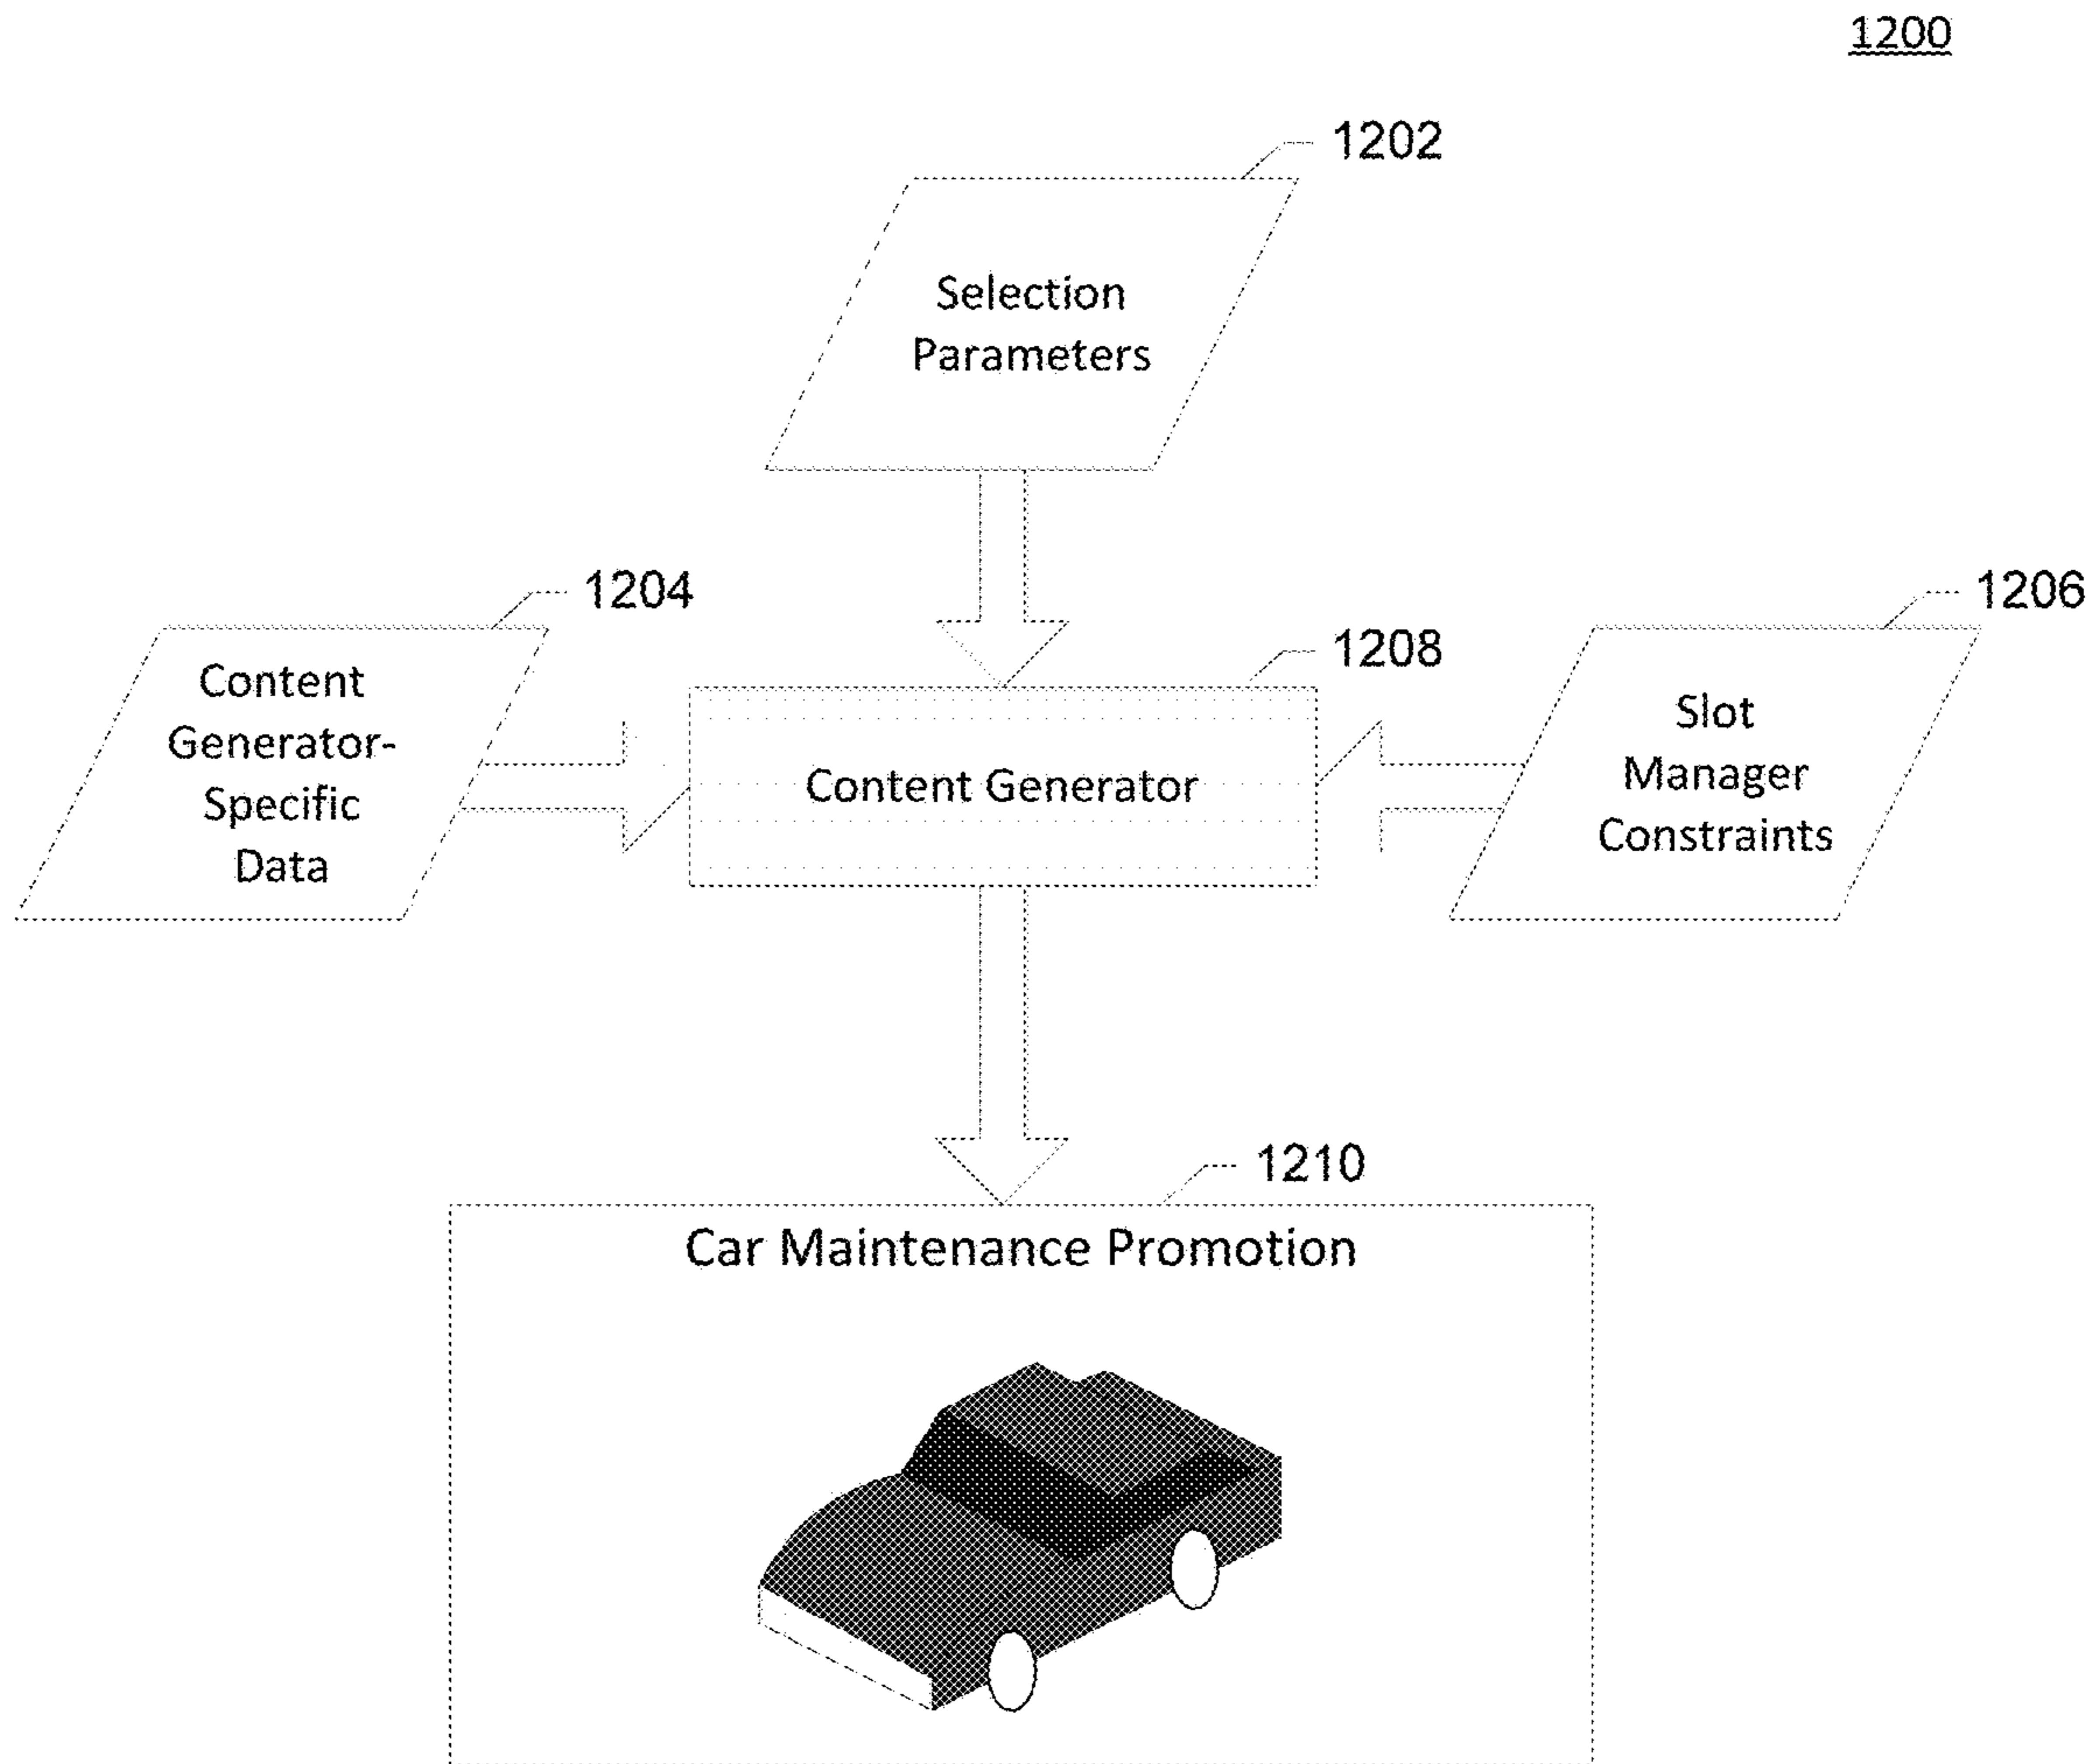 1200
1202
Selection
Parameters
1204
Content
Generator-
Specific
Data
1206
Slot
Manager
Constraints
1208
Content Generator
1210
Car Maintenance Promotion